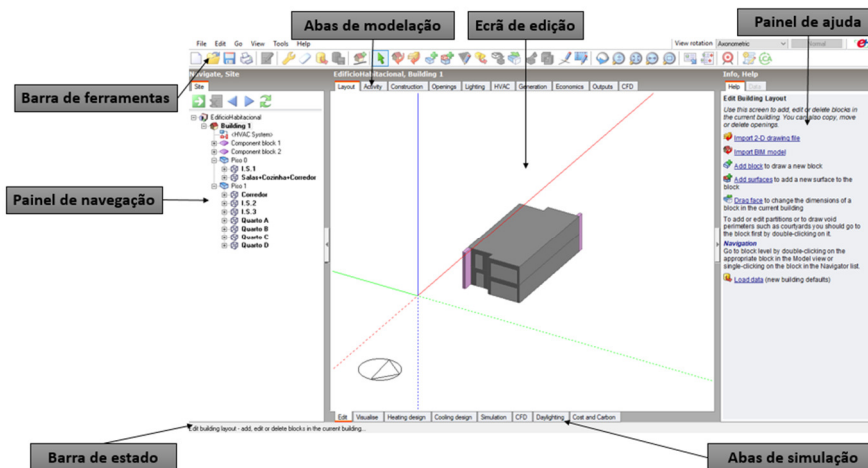 Abas de modelação
Ecrã de edição
Painel de ajuda
File Edit Go View Tools Help
View rotation Axonometric Normal
Navigate, Site
EdificioHabitacional, Building 1
Info, Help
Site
Layout Activity Construction Openings Lighting HVAC Generation Economics Outputs CFD
Help Data
Barra de ferramentas
EdificioHabitacional
Building 1
<HVAC System>
Component block 1
Component block 2
Piso 0
I.S.1
Salas+Cozinha+Corredor
Piso 1
Corredor
I.S.2
I.S.3
Quarto A
Quarto B
Quarto C
Quarto D
Painel de navegação
Edit Building Layout
Use this screen to add, edit or delete blocks in
the current building. You can also copy, move
or delete openings.
Import 2-D drawing file
Import BIM model
Add block to draw a new block
Add surfaces to add a new surface to the
block
Drag face to change the dimensions of a
block in the current building
To add or edit partitions or to draw void
perimeters such as courtyards you should go to
the block first by double-clicking on it.
Navigation
Go to block level by double-clicking on the
appropriate block in the Model view or
single-clicking on the block in the Navigator list.
Load data (new building defaults)
Edit Visualise Heating design Cooling design Simulation CFD Daylighting Cost and Carbon
Edit building layout - add, edit or delete blocks in the current building...
Barra de estado
Abas de simulação